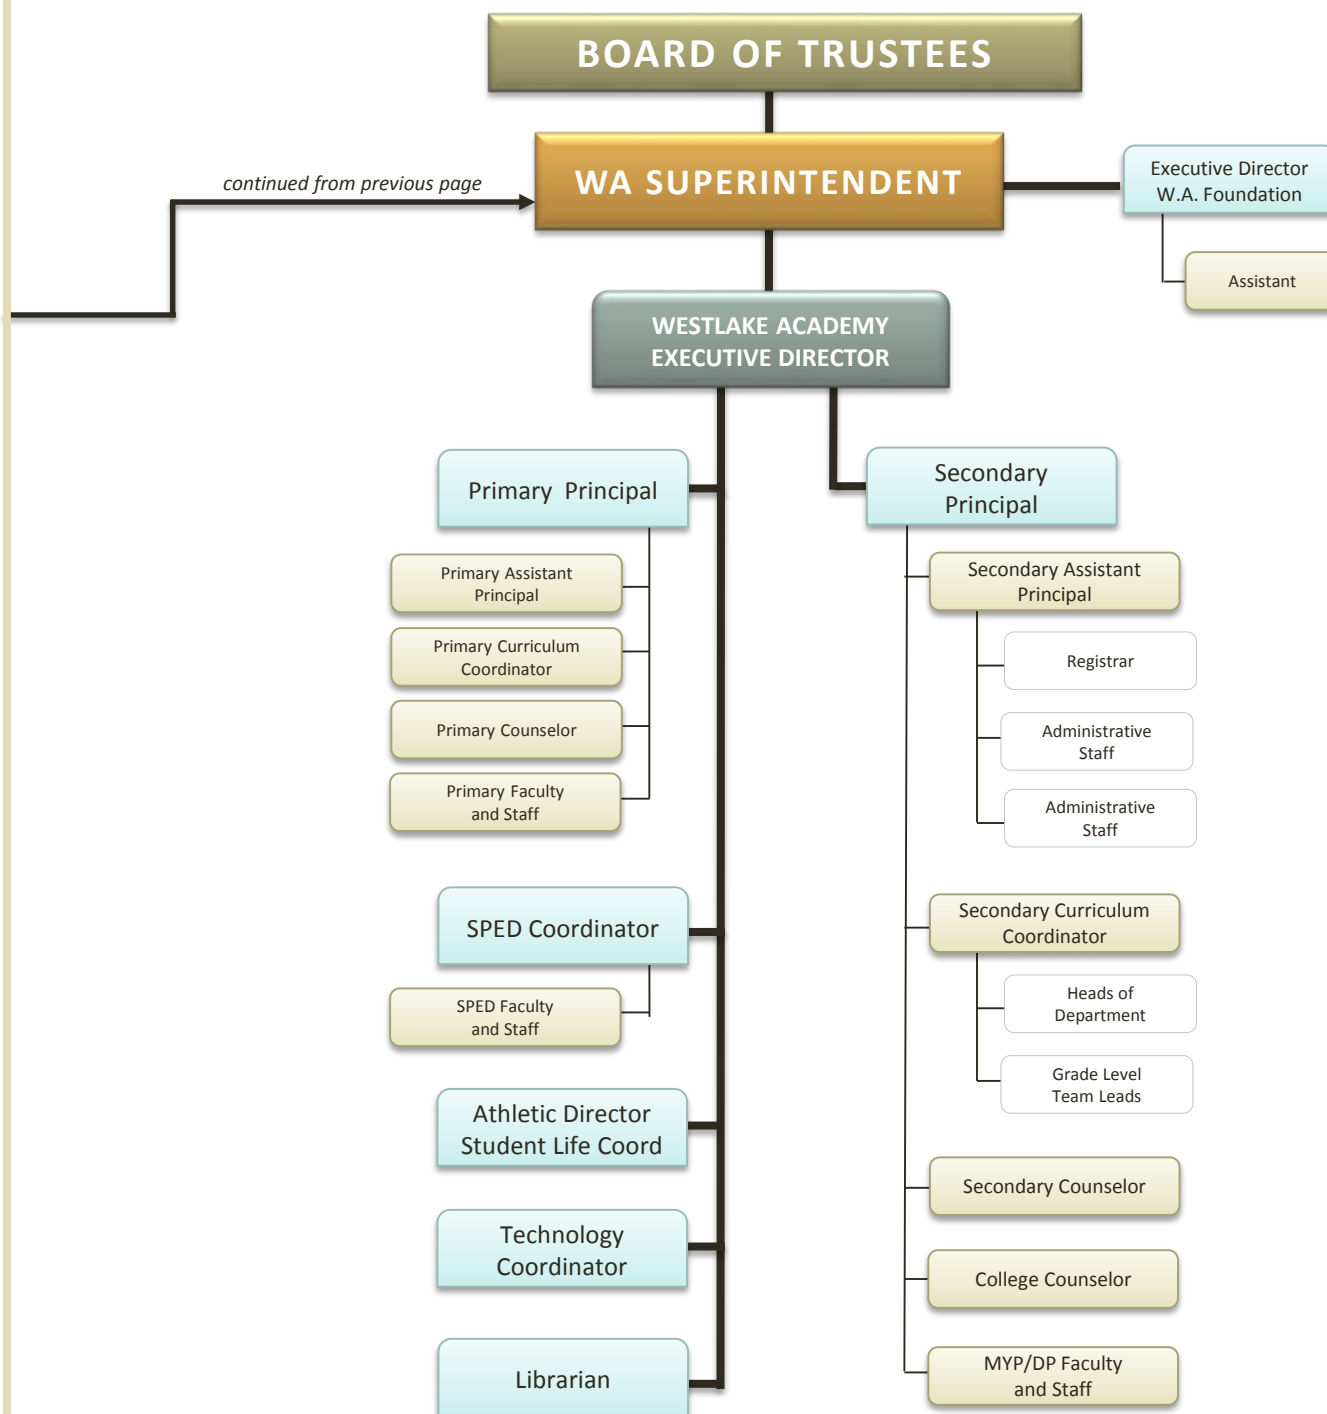 BOARD OF TRUSTEES
continued from previous page
WA SUPERINTENDENT
Executive Director
W.A. Foundation
Assistant
WESTLAKE ACADEMY
EXECUTIVE DIRECTOR
Primary Principal
Primary Assistant
Principal
Primary Curriculum
Coordinator
Primary Counselor
Primary Faculty
and Staff
SPED Coordinator
SPED Faculty
and Staff
Athletic Director
Student Life Coord
Technology
Coordinator
Librarian
Secondary
Principal
Secondary Assistant
Principal
Registrar
Administrative
Staff
Administrative
Staff
Secondary Curriculum
Coordinator
Heads of
Department
Grade Level
Team Leads
Secondary Counselor
College Counselor
MYP/DP Faculty
and Staff